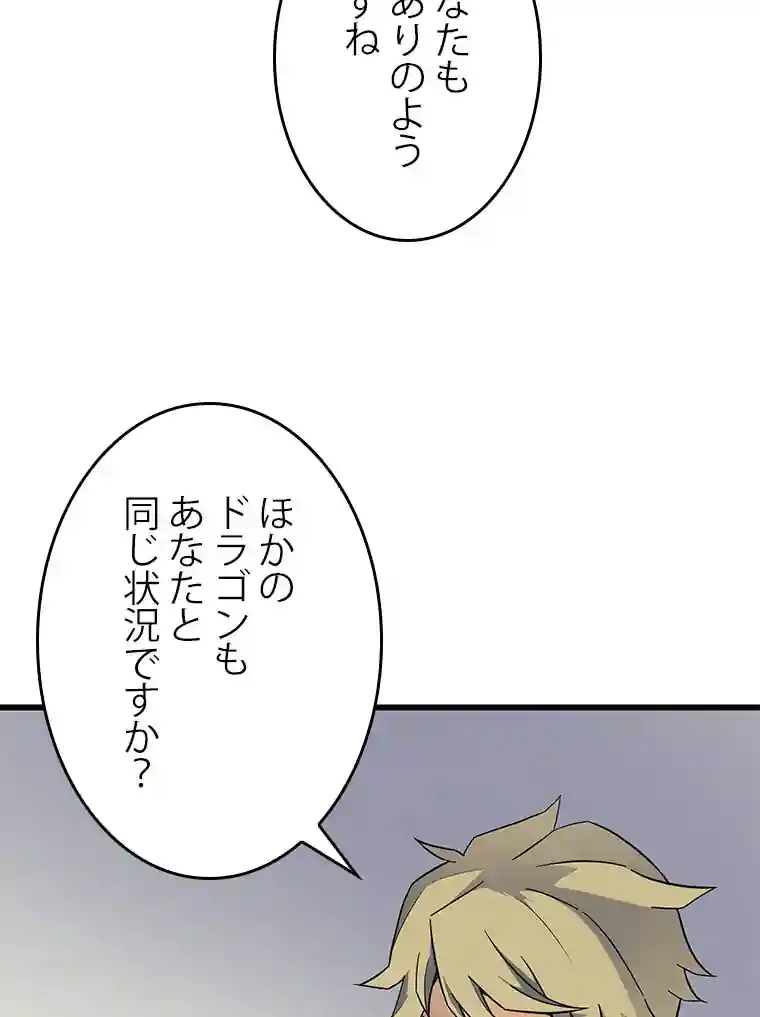 なたも
ありのよう
すね
ほかの
ドラゴンも
あなたと
同じ状況ですか?